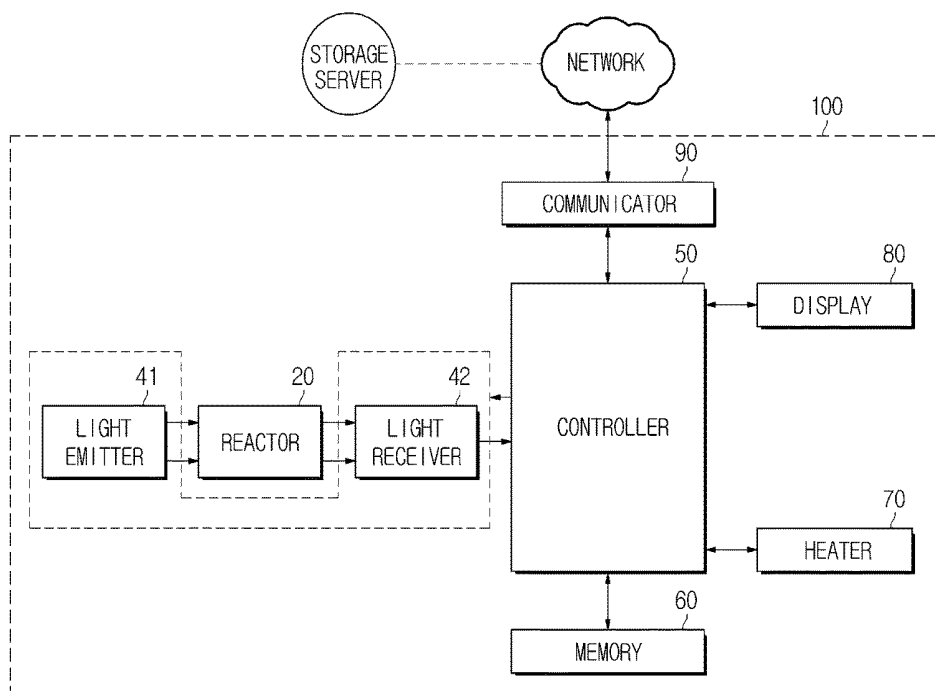 STORAGE
SERVER
NETWORK
100
90
COMMUNICATOR
50
80
DISPLAY
41
20
42
LIGHT
EMITTER
REACTOR
LIGHT
RECEIVER
CONTROLLER
70
HEATER
60
MEMORY